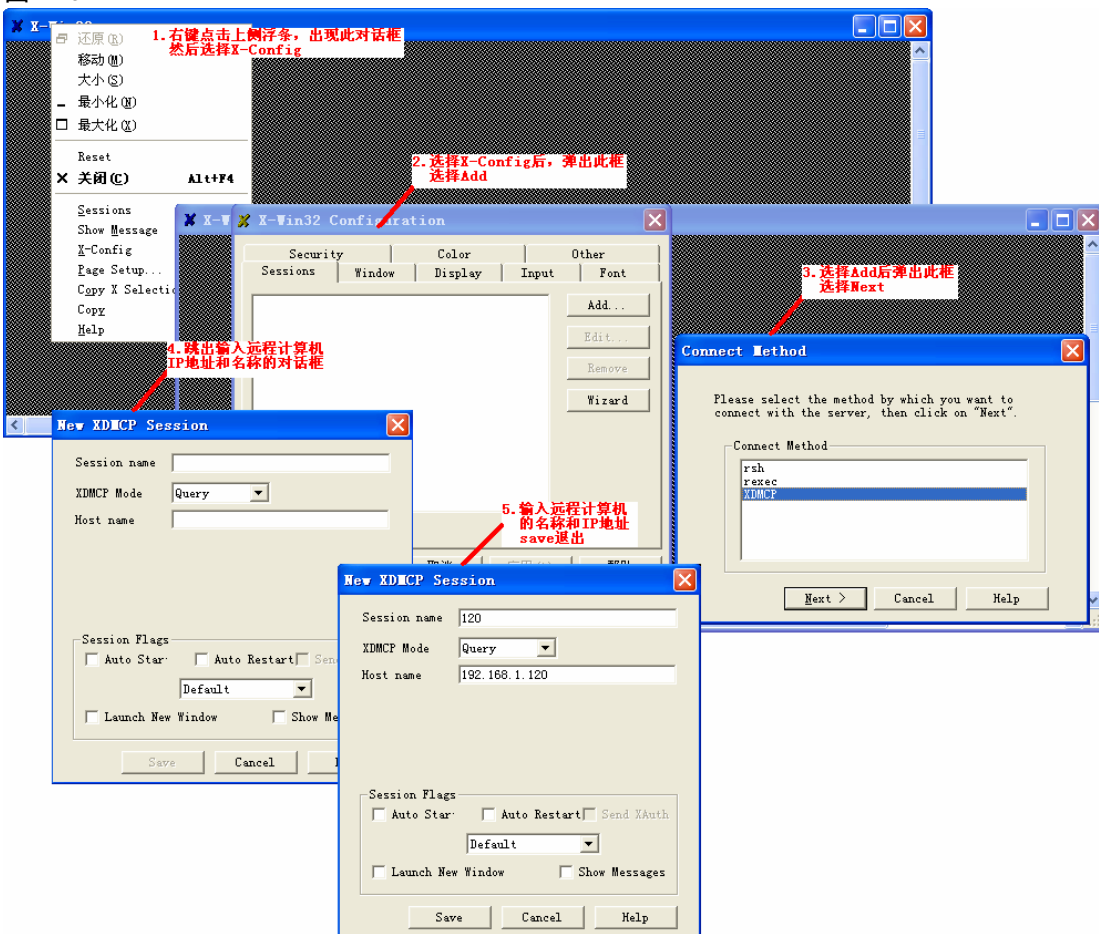 X-Win32
还原(R)
移动(M)
大小(S)
最小化(N)
最大化(X)
Reset
关闭(C) Alt+F4
Sessions
Show Message
X-Config
Page Setup...
Copy X Selectio
Copy
Help
1.右键点击上侧浮条，出现此对话框
然后选择X-Config
2.选择X-Config后，弹出此框
选择Add
X-W
X-Win32 Configuration
Security Color Other
Sessions Window Display Input Font
Add...
Edit...
Remove
Wizard
3.选择Add后弹出此框
选择Next
Connect Method
Please select the method by which you want to
connect with the server, then click on "Next".
Connect Method
rsh
rexec
XDMCP
Next > Cancel Help
4.跳出输入远程计算机
IP地址和名称的对话框
New XDMCP Session
Session name
XDMCP Mode Query
Host name
Session Flags
Auto Star Auto Restart Sen
Default
Launch New Window Show Me
Save Cancel
5.输入远程计算机
的名称和IP地址
save退出
New XDMCP Session
Session name 120
XDMCP Mode Query
Host name 192.168.1.120
Session Flags
Auto Star Auto Restart Send XAuth
Default
Launch New Window Show Messages
Save Cancel Help